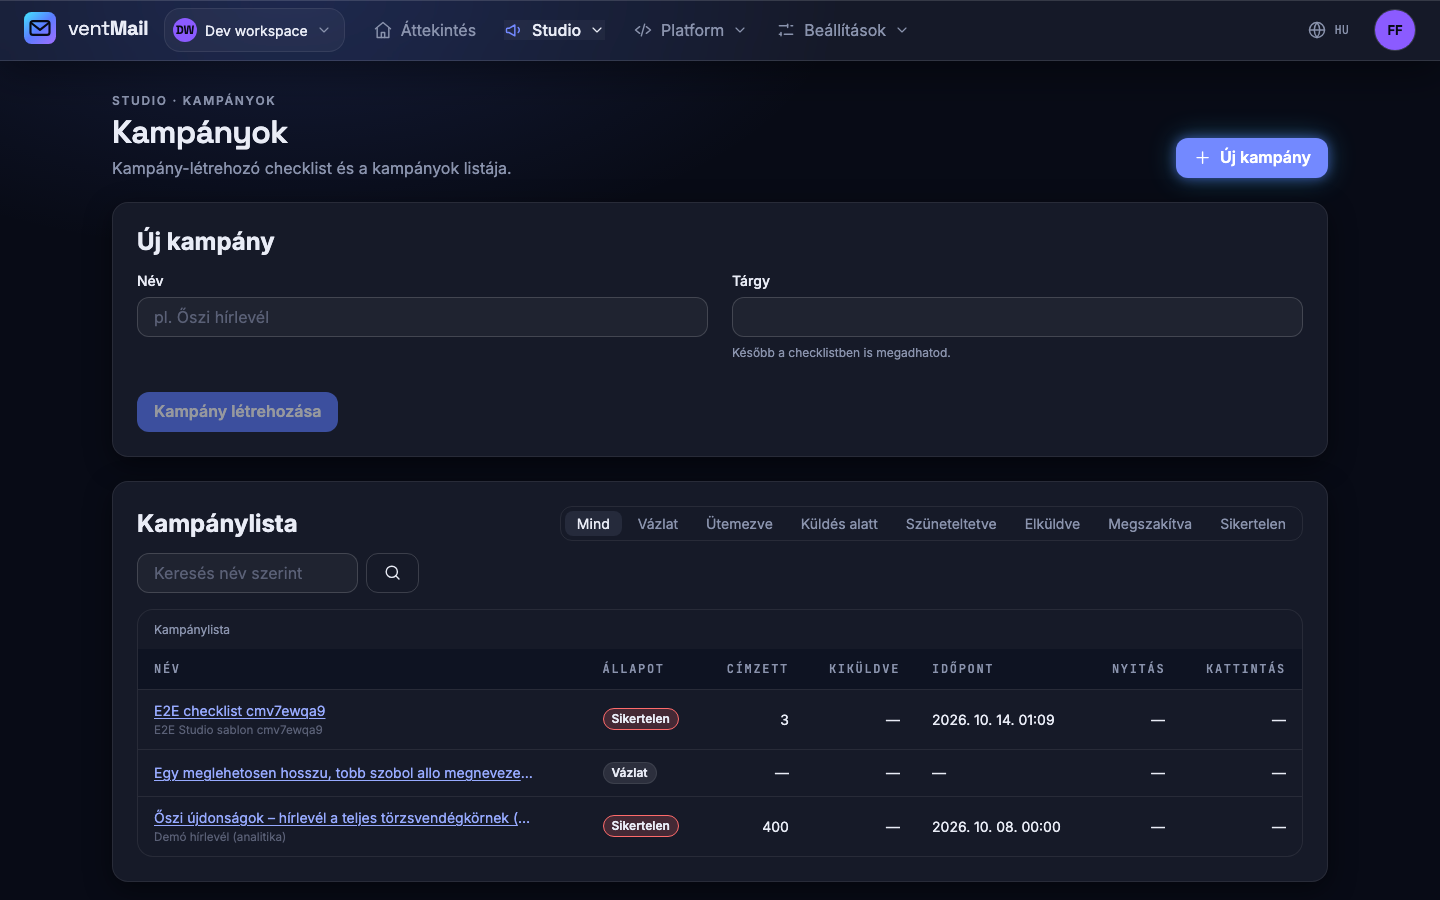 ventMail
DW Dev workspace
Áttekintés
Studio
Platform
Beállítások
HU
FF
STUDIO · KAMPÁNYOK
Kampányok
Kampány-létrehozó checklist és a kampányok listája.
Új kampány
Új kampány
Név
Tárgy
pl. Őszi hírlevél
Később a checklistben is megadhatod.
Kampány létrehozása
Kampánylista
Mind Vázlat Ütemezve Küldés alatt Szüneteltetve Elküldve Megszakítva Sikertelen
Keresés név szerint
Kampánylista
NÉV ÁLLAPOT CÍMZETT KIKÜLDVE IDŐPONT NYITÁS KATTINTÁS
E2E checklist cmv7ewqa9 Sikertelen 3 — 2026. 10. 14. 01:09 — —
E2E Studio sablon cmv7ewqa9
Egy meglehetosen hosszu, tobb szobol allo megneveze... Vázlat — — — — —
Őszi újdonságok – hírlevél a teljes törzsvendégkörnek (... Sikertelen 400 — 2026. 10. 08. 00:00 — —
Demó hírlevél (analitika)